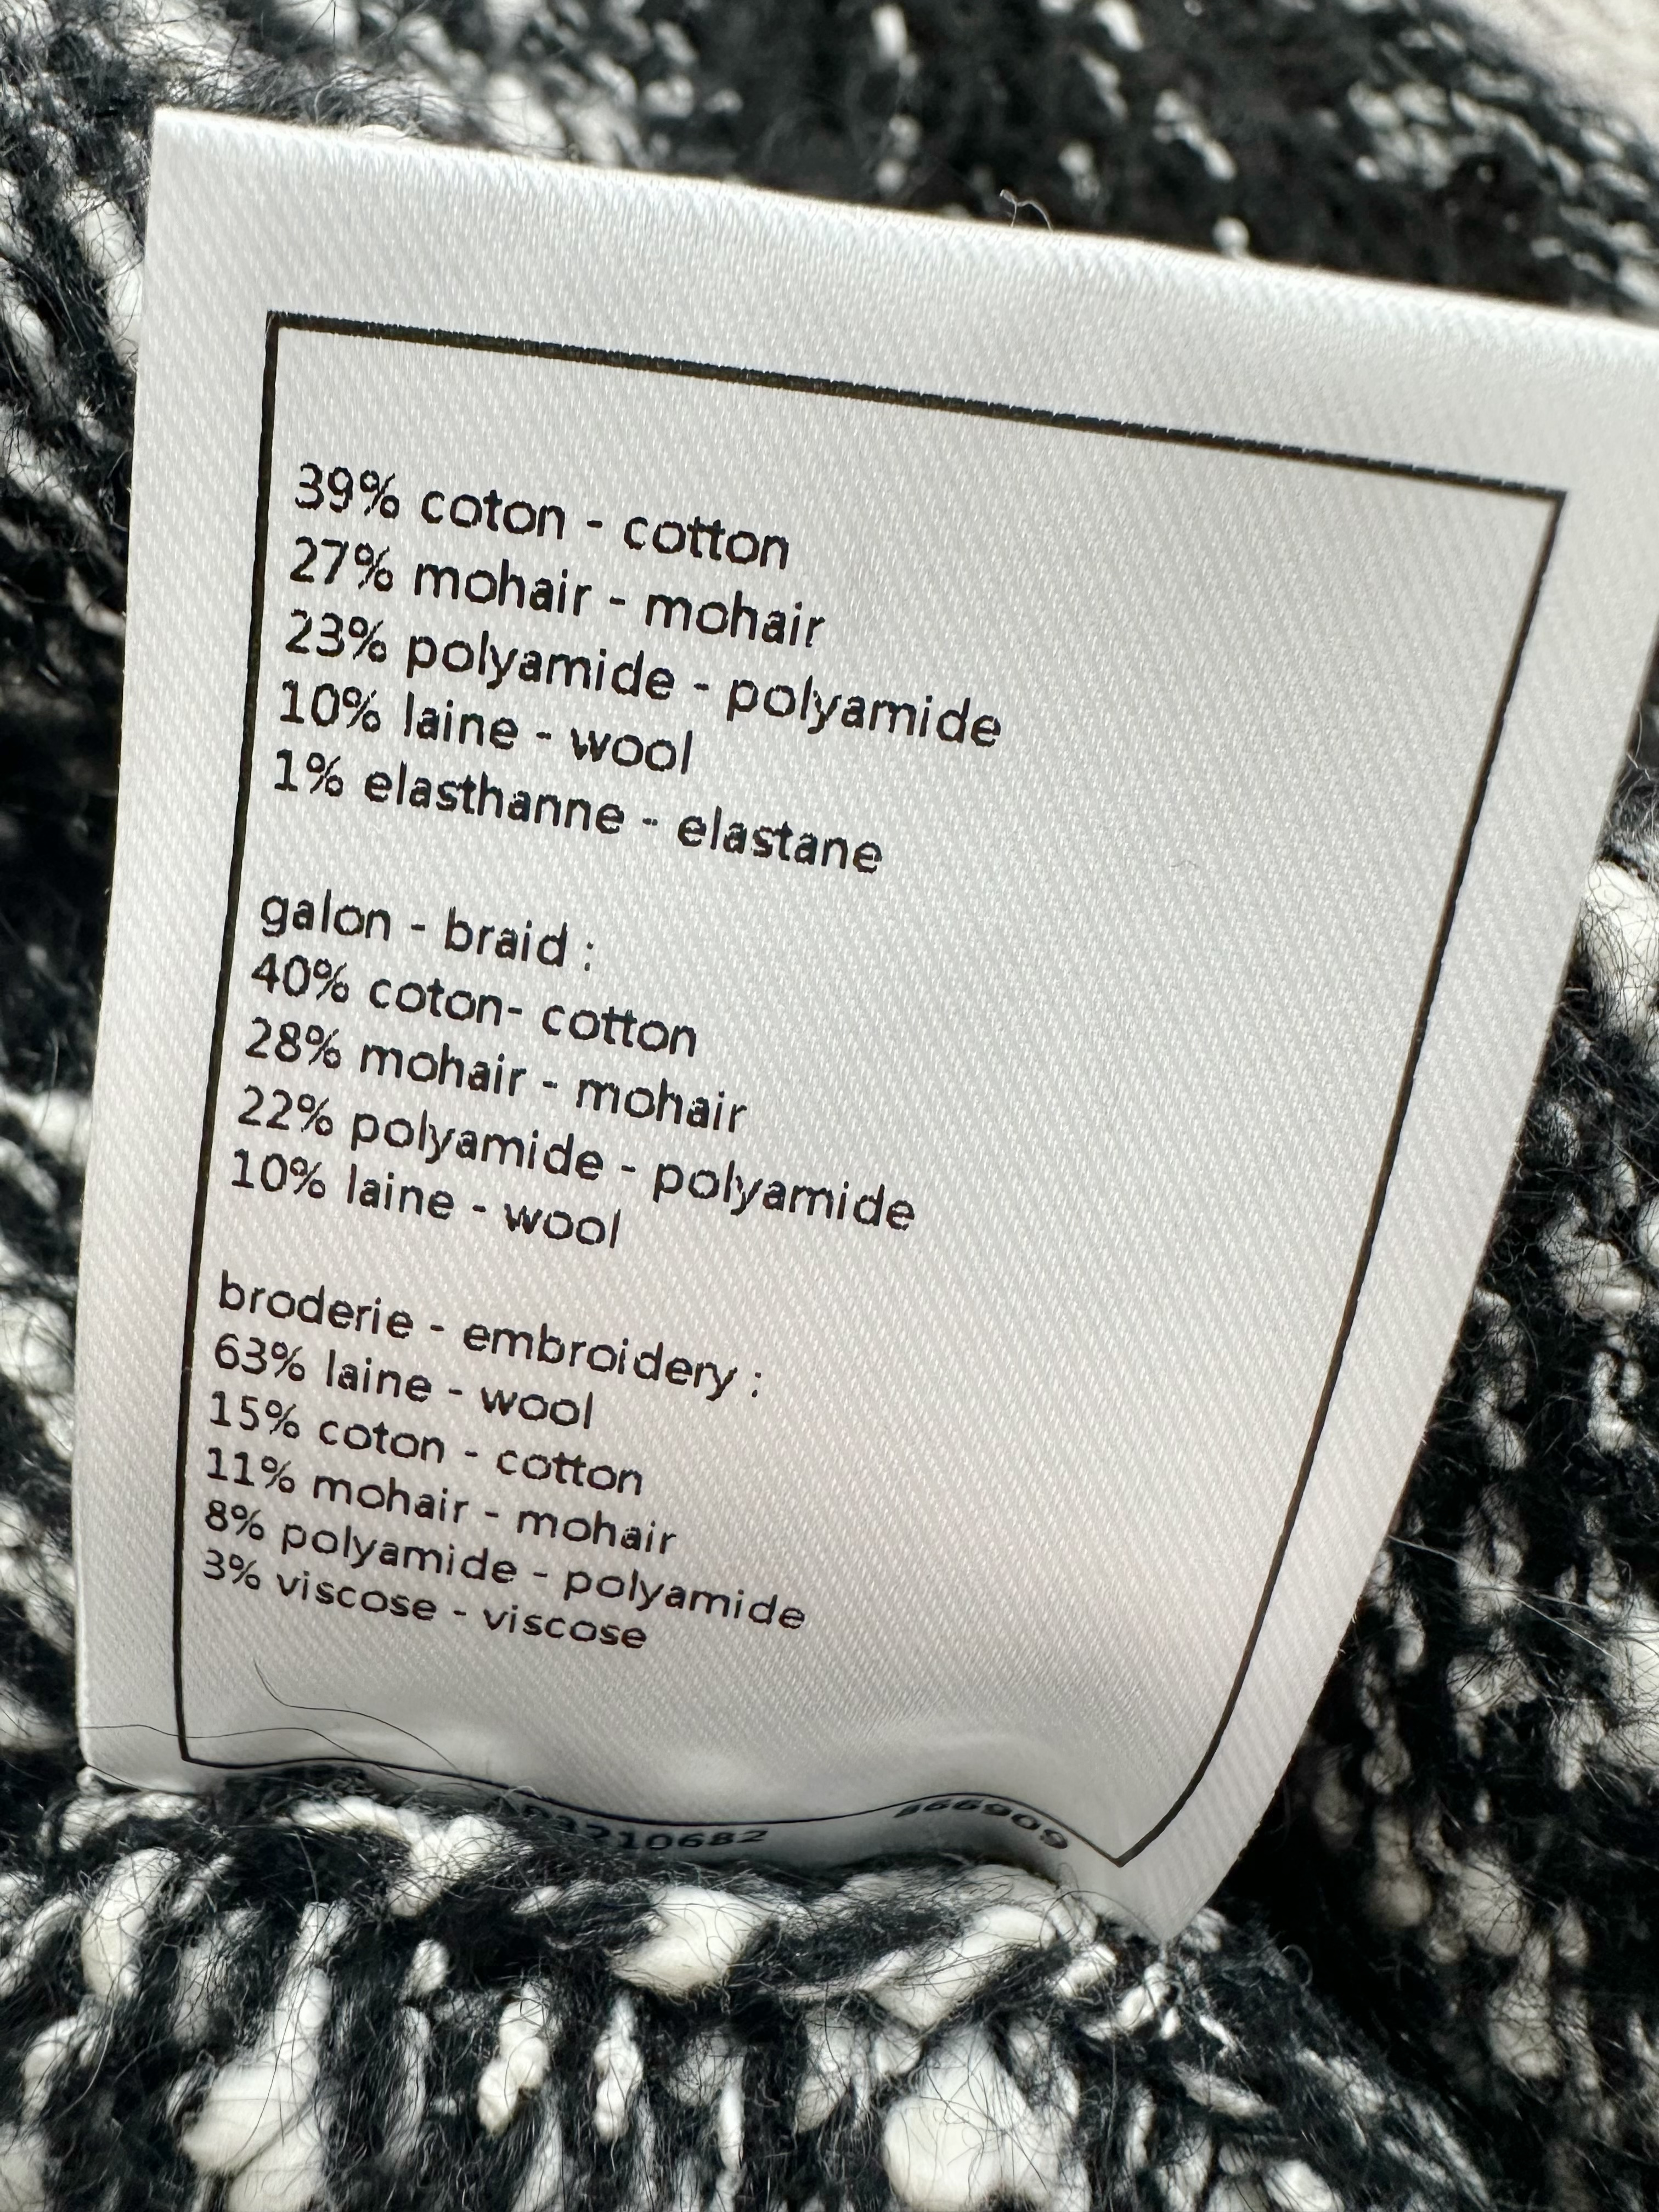 39% coton - cotton
27% mohair - mohair
23% polyamide - polyamide
10% laine - wool
1% elasthanne - elastane
galon - braid :
40% coton- cotton
28% mohair - mohair
22% polyamide - polyamide
10% laine - wool
broderie - embroidery :
63% laine - wool
15% coton - cotton
11% mohair - mohair
8% polyamide - polyamide
3% viscose - viscose